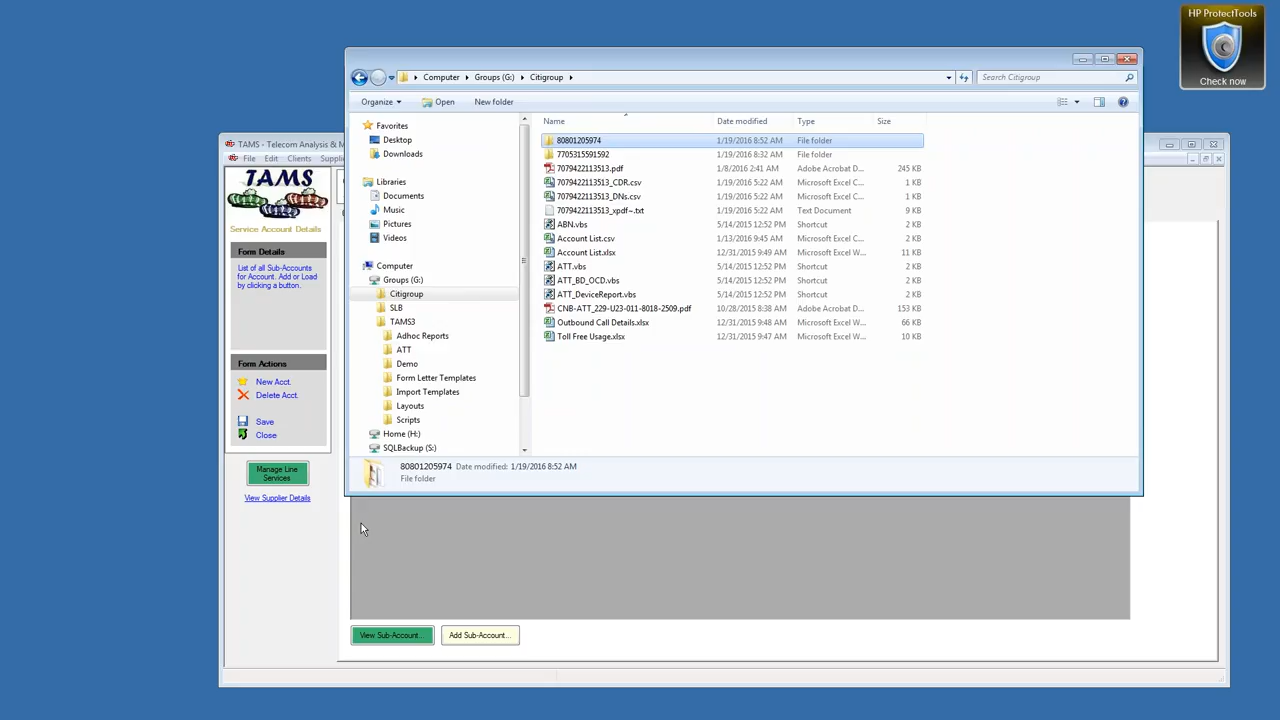 HP ProtectTools
Check now
Computer Groups (G:) Citigroup
Search Citigroup
Organize Open New folder
Name Date modified Type Size
Favorites
Desktop
Downloads
Libraries
Documents
Music
Pictures
Videos
Computer
Groups (G:)
Citigroup
SLB
TAMS3
Adhoc Reports
ATT
Demo
Form Letter Templates
Import Templates
Layouts
Scripts
Home (H:)
SQLBackup (S:)
80801205974 1/19/2016 8:52 AM File folder
7705315591592 1/19/2016 8:32 AM File folder
7079422113513.pdf 1/8/2016 2:41 AM Adobe Acrobat D... 245 KB
7079422113513_CDR.csv 1/19/2016 5:22 AM Microsoft Excel C... 1 KB
7079422113513_DNs.csv 1/19/2016 5:22 AM Microsoft Excel C... 1 KB
7079422113513_xpdf~.txt 1/19/2016 5:22 AM Text Document 9 KB
ABN.vbs 5/14/2015 12:52 PM Shortcut 2 KB
Account List.csv 1/13/2016 9:45 AM Microsoft Excel C... 2 KB
Account List.xlsx 12/31/2015 9:49 AM Microsoft Excel W... 11 KB
ATT.vbs 5/14/2015 12:52 PM Shortcut 2 KB
ATT_BD_OCD.vbs 5/14/2015 12:52 PM Shortcut 2 KB
ATT_DeviceReport.vbs 5/14/2015 12:52 PM Shortcut 2 KB
CNB-ATT_229-U23-011-8018-2509.pdf 10/28/2015 8:38 AM Adobe Acrobat D... 153 KB
Outbound Call Details.xlsx 12/31/2015 9:48 AM Microsoft Excel W... 66 KB
Toll Free Usage.xlsx 12/31/2015 9:47 AM Microsoft Excel W... 10 KB
80801205974 Date modified: 1/19/2016 8:52 AM
File folder
TAMS - Telecom Analysis & M
File Edit Clients Suppli
TAMS
Service Account Details
Form Details
List of all Sub-Accounts
for Account. Add or Load
by clicking a button.
Form Actions
New Acct.
Delete Acct.
Save
Close
Manage Line
Services
View Supplier Details
View Sub-Account... Add Sub-Account...